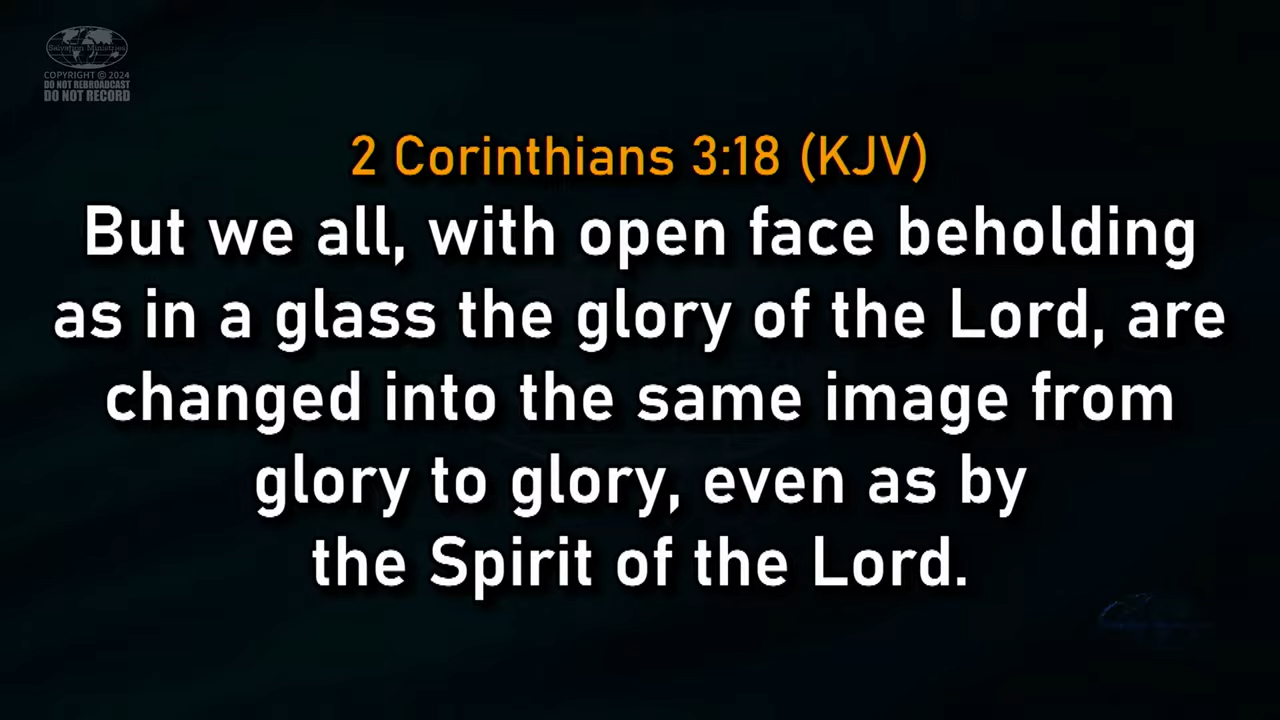 Salvation Ministries
COPYRIGHT © 2024
DO NOT REBROADCAST
DO NOT RECORD
2 Corinthians 3:18 (KJV)
But we all, with open face beholding
as in a glass the glory of the Lord, are
changed into the same image from
glory to glory, even as by
the Spirit of the Lord.